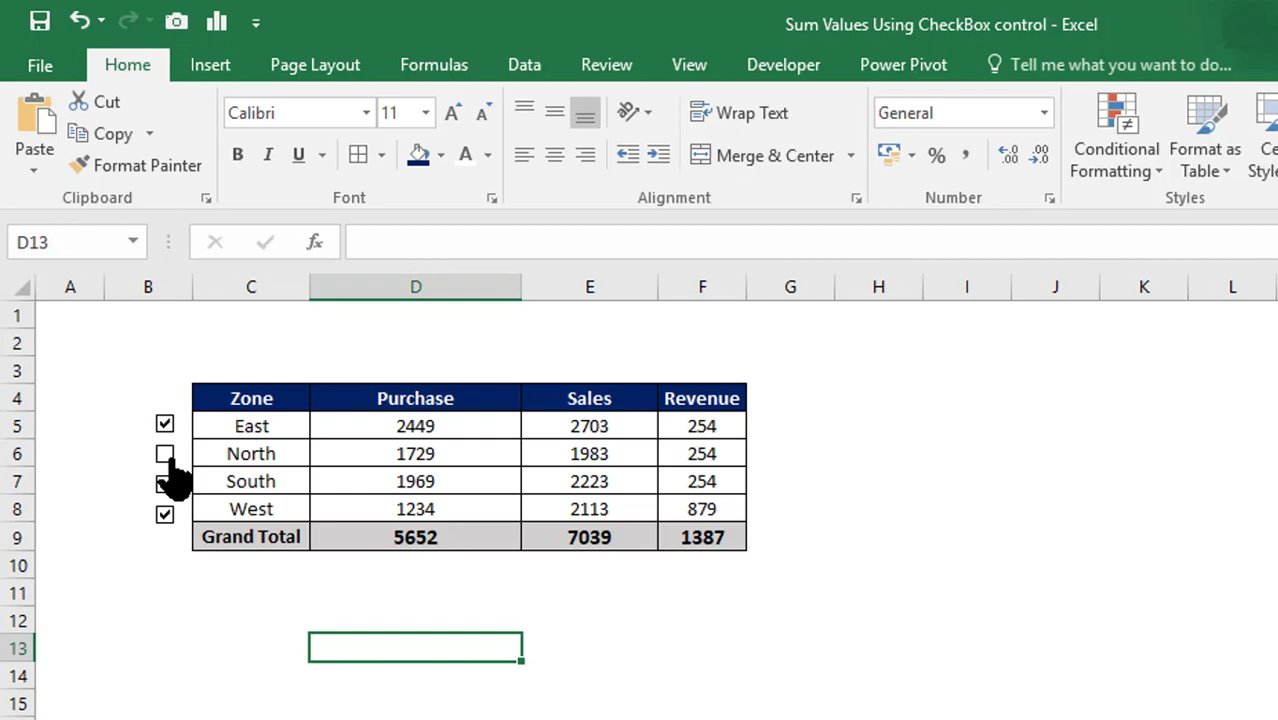 Sum Values Using CheckBox control - Excel
File Home Insert Page Layout Formulas Data Review View Developer Power Pivot Tell me what you want to do...
Paste
Cut
Copy
Format Painter
Calibri 11
B I U
Wrap Text
Merge & Center
General
Conditional
Formatting
Format as
Table
Clipboard Font Alignment Number Styles
D13 fx
A B C D E F G H I J K L
1
2
3
4 Zone Purchase Sales Revenue
5 East 2449 2703 254
6 North 1729 1983 254
7 South 1969 2223 254
8 West 1234 2113 879
9 Grand Total 5652 7039 1387
10
11
12
13
14
15